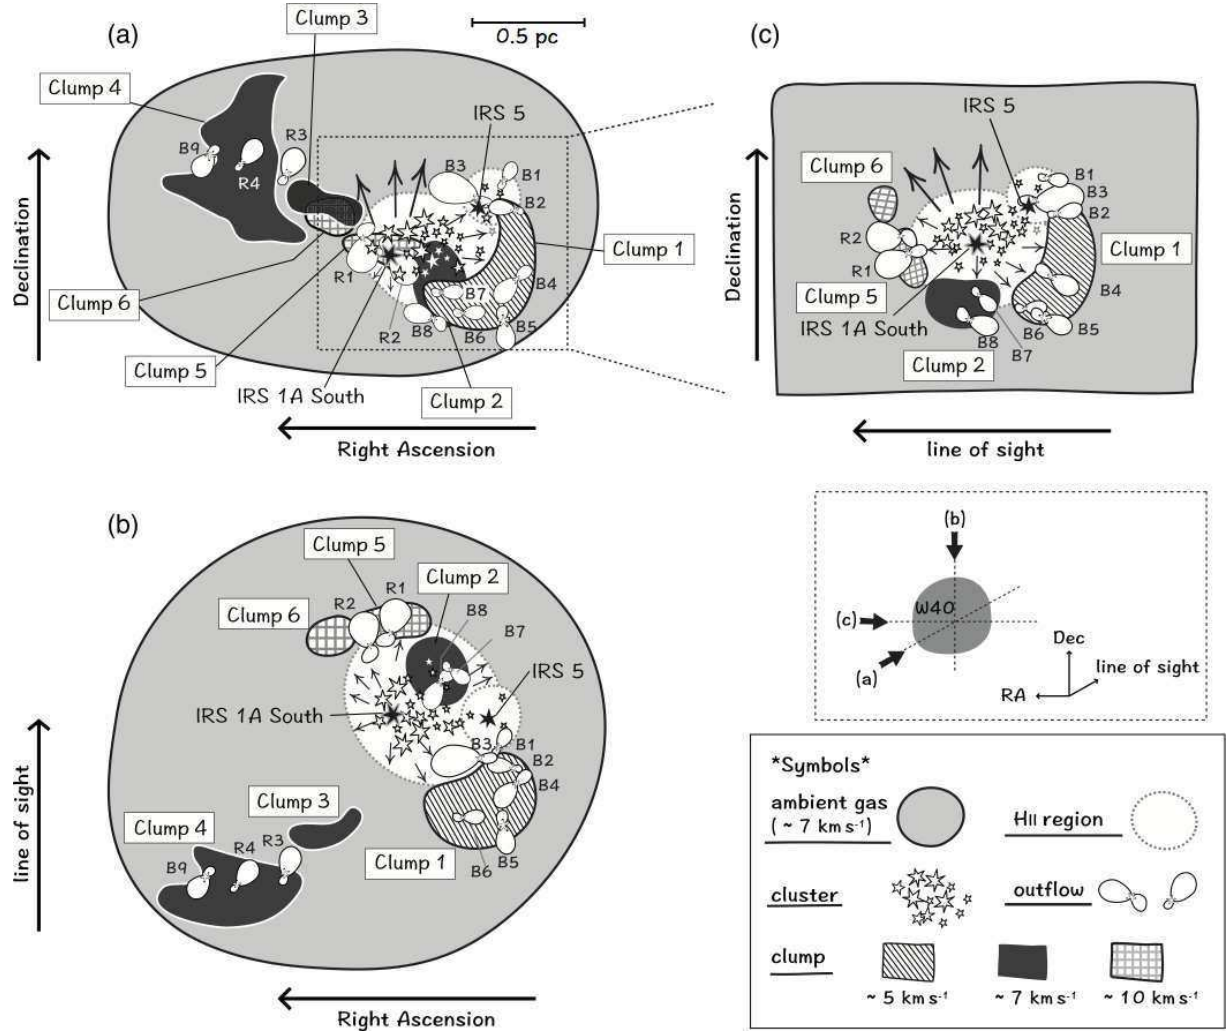 (a)
Clump 3
0.5 pc
Clump 4
IRS 5
B9
R4
R3
B3
B1
B2
Clump 1
Declination
Clump 6
R1
B7
B4
R2
B8
B6
B5
Clump 5
IRS 1A South
Clump 2
Right Ascension
(c)
IRS 5
Clump 6
B1
B3
B2
R2
Clump 1
R1
Declination
Clump 5
B4
IRS 1A South
B6
B5
B8
B7
Clump 2
line of sight
(b)
Clump 5
R1
Clump 2
R2
B8
Clump 6
B7
IRS 5
IRS 1A South
B3
B1
B2
B4
line of sight
Clump 3
Clump 4
R3
R4
B9
Clump 1
B5
B6
Right Ascension
(b)
W40
(c)
Dec
line of sight
(a)
RA
*Symbols*
ambient gas
(~ 7 km s⁻¹)
HII region
cluster
outflow
clump
~ 5 km s⁻¹
~ 7 km s⁻¹
~ 10 km s⁻¹